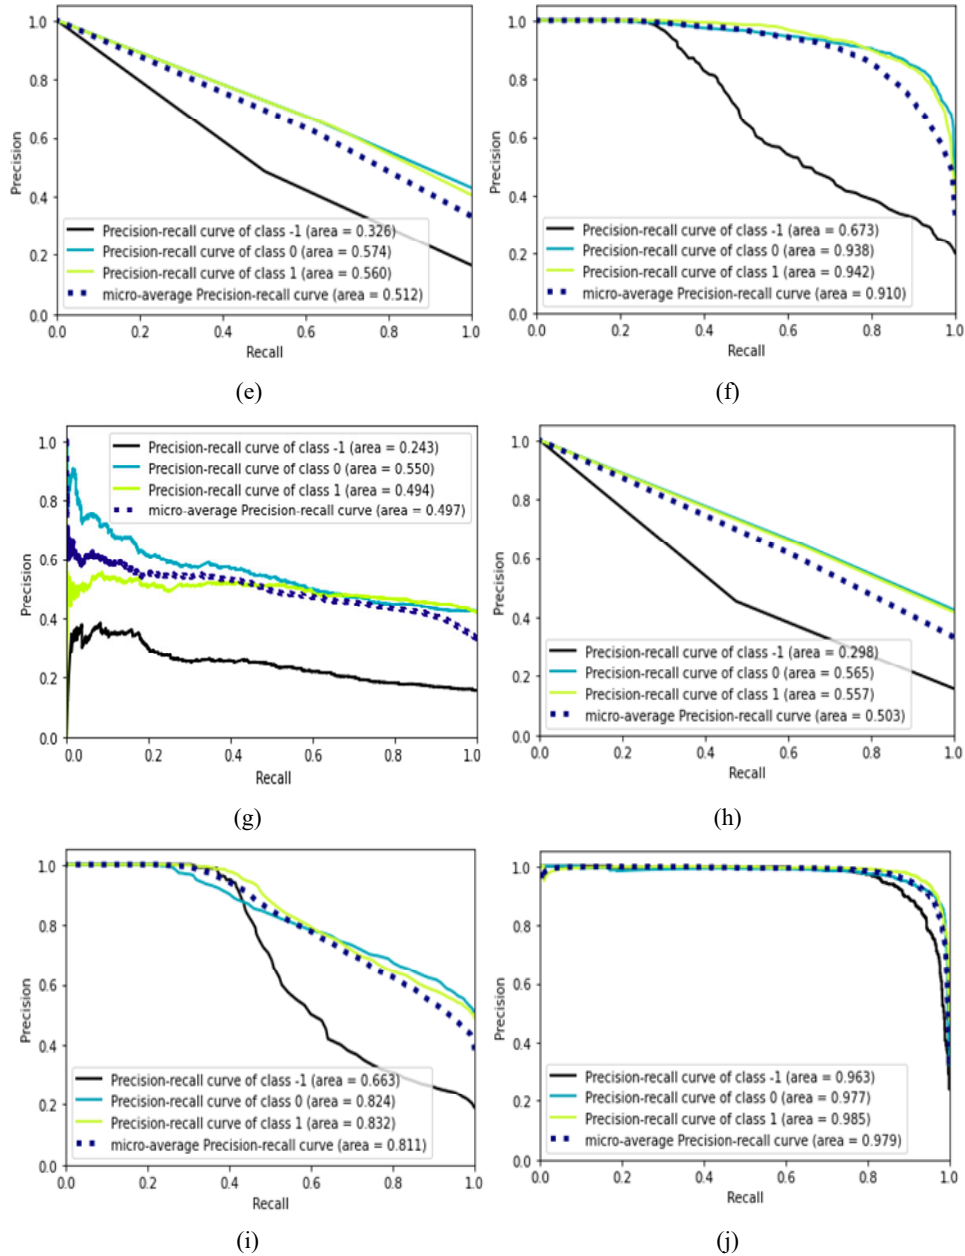 1.0
0.8
0.6
0.4
0.2
0.0
Precision
Precision-recall curve of class -1 (area = 0.326)
Precision-recall curve of class 0 (area = 0.574)
Precision-recall curve of class 1 (area = 0.560)
micro-average Precision-recall curve (area = 0.512)
0.0 0.2 0.4 0.6 0.8 1.0
Recall
(e)
1.0
0.8
0.6
0.4
0.2
0.0
Precision
Precision-recall curve of class -1 (area = 0.673)
Precision-recall curve of class 0 (area = 0.938)
Precision-recall curve of class 1 (area = 0.942)
micro-average Precision-recall curve (area = 0.910)
0.0 0.2 0.4 0.6 0.8 1.0
Recall
(f)
1.0
0.8
0.6
0.4
0.2
0.0
Precision
Precision-recall curve of class -1 (area = 0.243)
Precision-recall curve of class 0 (area = 0.550)
Precision-recall curve of class 1 (area = 0.494)
micro-average Precision-recall curve (area = 0.497)
0.0 0.2 0.4 0.6 0.8 1.0
Recall
(g)
1.0
0.8
0.6
0.4
0.2
0.0
Precision
Precision-recall curve of class -1 (area = 0.298)
Precision-recall curve of class 0 (area = 0.565)
Precision-recall curve of class 1 (area = 0.557)
micro-average Precision-recall curve (area = 0.503)
0.0 0.2 0.4 0.6 0.8 1.0
Recall
(h)
1.0
0.8
0.6
0.4
0.2
0.0
Precision
Precision-recall curve of class -1 (area = 0.663)
Precision-recall curve of class 0 (area = 0.824)
Precision-recall curve of class 1 (area = 0.832)
micro-average Precision-recall curve (area = 0.811)
0.0 0.2 0.4 0.6 0.8 1.0
Recall
(i)
1.0
0.8
0.6
0.4
0.2
0.0
Precision
Precision-recall curve of class -1 (area = 0.963)
Precision-recall curve of class 0 (area = 0.977)
Precision-recall curve of class 1 (area = 0.985)
micro-average Precision-recall curve (area = 0.979)
0.0 0.2 0.4 0.6 0.8 1.0
Recall
(j)